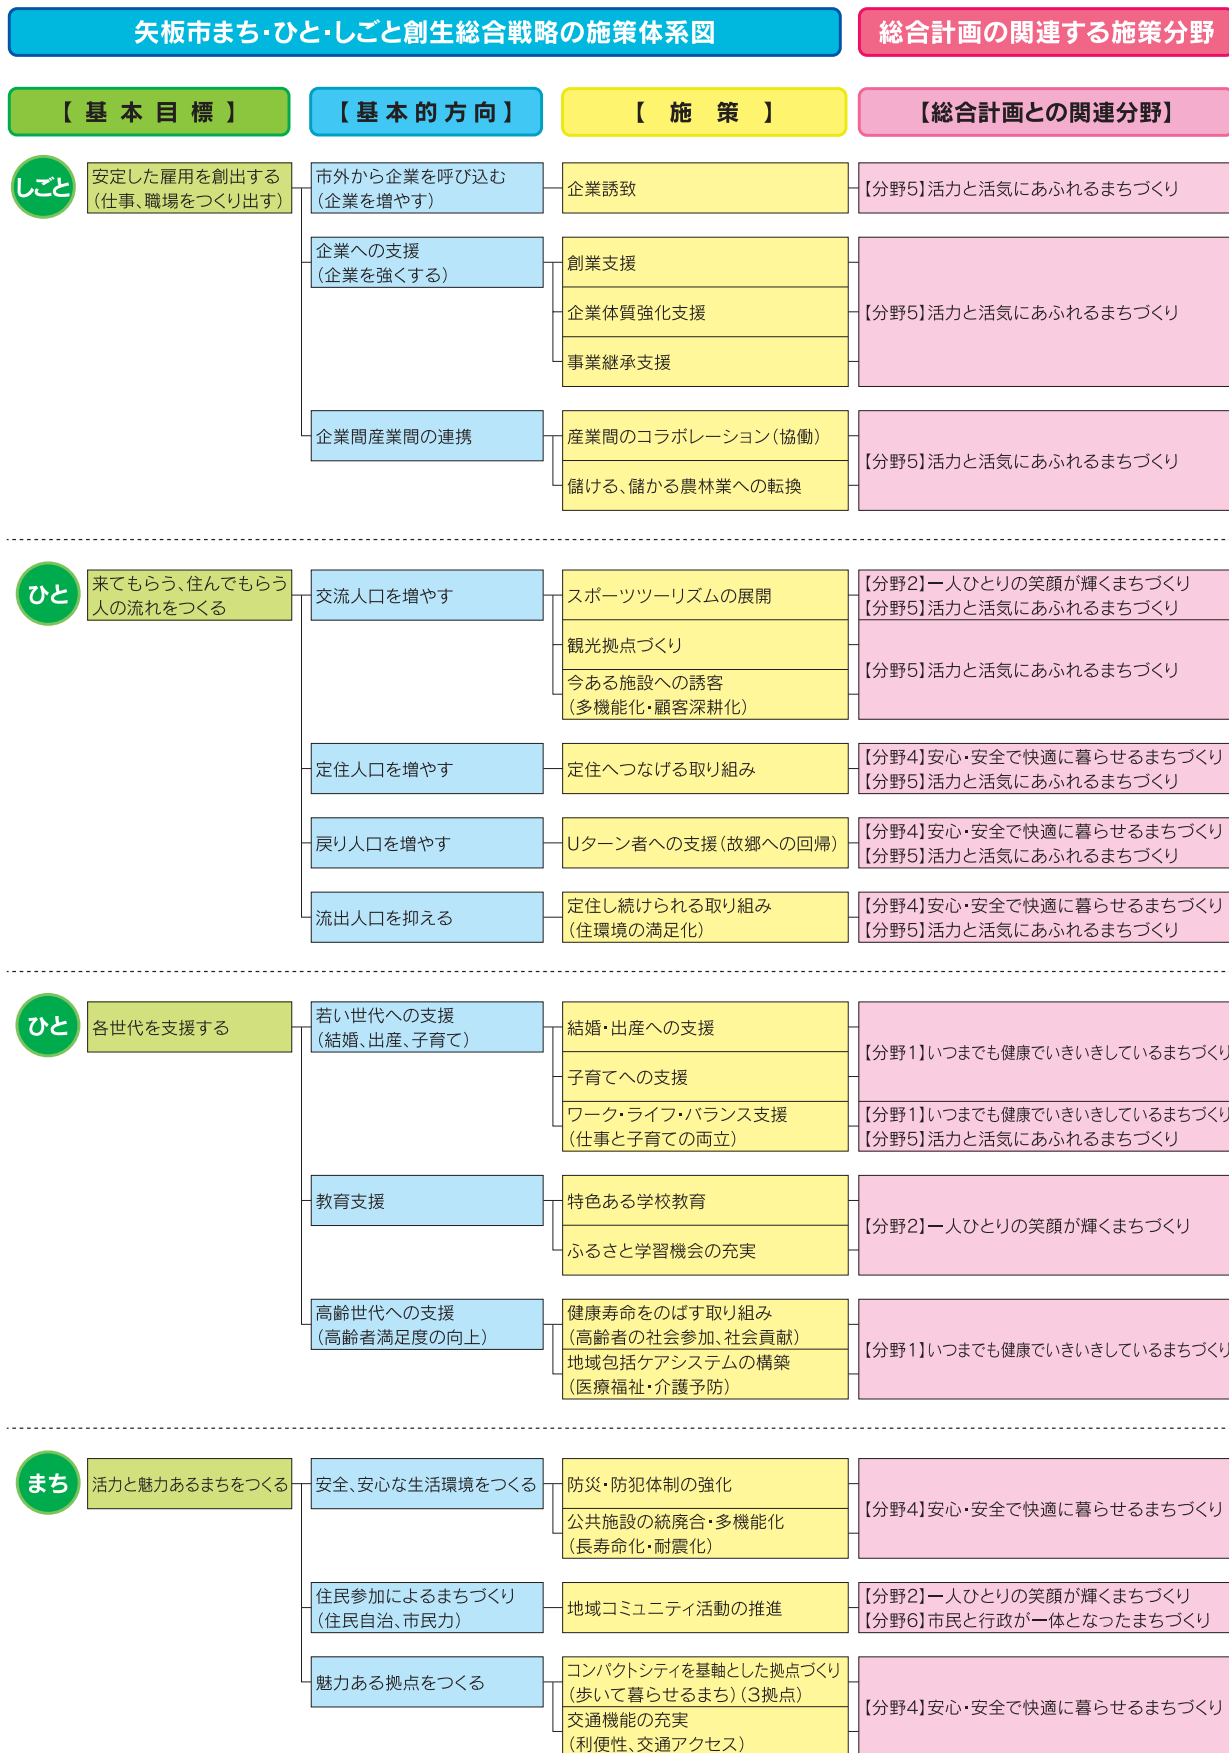 矢板市まち・ひと・しごと創生総合戦略の施策体系図
総合計画の関連する施策分野
【基本目標】
【基本的方向】
【施策】
【総合計画との関連分野】
しごと
安定した雇用を創出する
(仕事、職場をつくり出す)
市外から企業を呼び込む
(企業を増やす)
企業誘致
【分野5】活力と活気にあふれるまちづくり
企業への支援
(企業を強くする)
創業支援
企業体質強化支援
事業継承支援
【分野5】活力と活気にあふれるまちづくり
企業間産業間の連携
産業間のコラボレーション(協働)
儲ける、儲かる農林業への転換
【分野5】活力と活気にあふれるまちづくり
ひと
来てもらう、住んでもらう
人の流れをつくる
交流人口を増やす
スポーツツーリズムの展開
【分野2】一人ひとりの笑顔が輝くまちづくり
【分野5】活力と活気にあふれるまちづくり
観光拠点づくり
今ある施設への誘客
(多機能化・顧客深耕化)
【分野5】活力と活気にあふれるまちづくり
定住人口を増やす
定住へつなげる取り組み
【分野4】安心・安全で快適に暮らせるまちづくり
【分野5】活力と活気にあふれるまちづくり
戻り人口を増やす
Uターン者への支援(故郷への回帰)
【分野4】安心・安全で快適に暮らせるまちづくり
【分野5】活力と活気にあふれるまちづくり
流出人口を抑える
定住し続けられる取り組み
(住環境の満足化)
【分野4】安心・安全で快適に暮らせるまちづくり
【分野5】活力と活気にあふれるまちづくり
ひと
各世代を支援する
若い世代への支援
(結婚、出産、子育て)
結婚・出産への支援
子育てへの支援
【分野1】いつまでも健康でいきいきしているまちづくり
ワーク・ライフ・バランス支援
(仕事と子育ての両立)
【分野1】いつまでも健康でいきいきしているまちづくり
【分野5】活力と活気にあふれるまちづくり
教育支援
特色ある学校教育
ふるさと学習機会の充実
【分野2】一人ひとりの笑顔が輝くまちづくり
高齢世代への支援
(高齢者満足度の向上)
健康寿命をのばす取り組み
(高齢者の社会参加、社会貢献)
地域包括ケアシステムの構築
(医療福祉・介護予防)
【分野1】いつまでも健康でいきいきしているまちづくり
まち
活力と魅力あるまちをつくる
安全、安心な生活環境をつくる
防災・防犯体制の強化
公共施設の統廃合・多機能化
(長寿命化・耐震化)
【分野4】安心・安全で快適に暮らせるまちづくり
住民参加によるまちづくり
(住民自治、市民力)
地域コミュニティ活動の推進
【分野2】一人ひとりの笑顔が輝くまちづくり
【分野6】市民と行政が一体となったまちづくり
魅力ある拠点をつくる
コンパクトシティを基軸とした拠点づくり
(歩いて暮らせるまち)(3拠点)
交通機能の充実
(利便性、交通アクセス)
【分野4】安心・安全で快適に暮らせるまちづくり